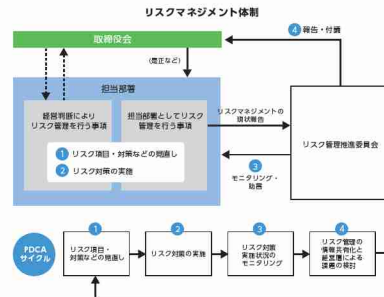 リスクマネジメント体制
取締役会
4 報告・付議
(是正など)
担当部署
経営判断により
リスク管理を行う事項
担当部署としてリスク
管理を行う事項
リスクマネジメントの
現状報告
リスク管理推進委員会
1 リスク項目・対策などの見直し
2 リスク対策の実施
3
モニタリング・
助言
PDCA
サイクル
1
リスク項目・
対策などの見直し
2
リスク対策の実施
3
リスク対策
実施状況の
モニタリング
4
リスク管理の
情報共有化と
経営層による
課題の検討